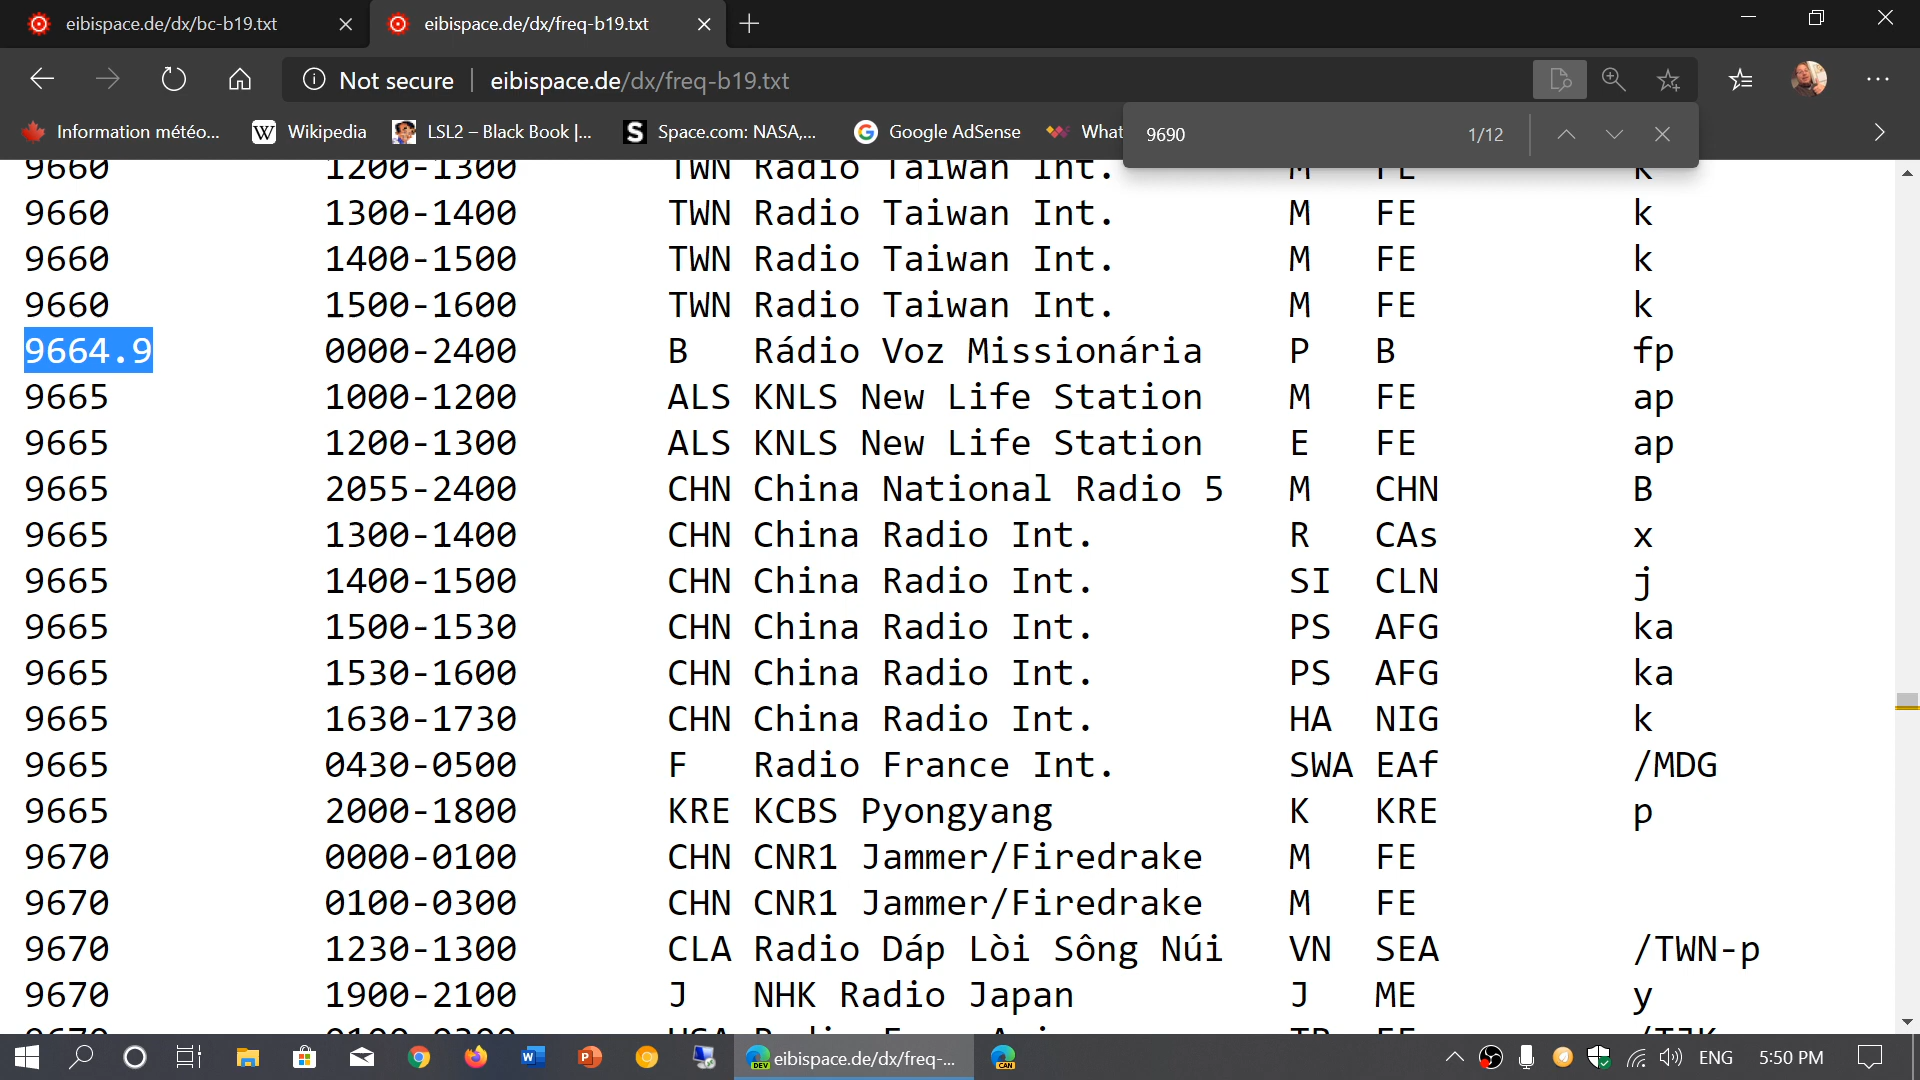 eibispace.de/dx/bc-b19.txt
eibispace.de/dx/freq-b19.txt
Not secure
eibispace.de/dx/freq-b19.txt
Information météo...
W Wikipedia
LSL2 – Black Book |...
S Space.com: NASA,...
G Google AdSense
What
9690
1/12
9660 1200-1300 TWN Radio Taiwan Int. M FE k
9660 1300-1400 TWN Radio Taiwan Int. M FE k
9660 1400-1500 TWN Radio Taiwan Int. M FE k
9660 1500-1600 TWN Radio Taiwan Int. M FE k
9664.9 0000-2400 B Rádio Voz Missionária P B fp
9665 1000-1200 ALS KNLS New Life Station M FE ap
9665 1200-1300 ALS KNLS New Life Station E FE ap
9665 2055-2400 CHN China National Radio 5 M CHN B
9665 1300-1400 CHN China Radio Int. R CAs x
9665 1400-1500 CHN China Radio Int. SI CLN j
9665 1500-1530 CHN China Radio Int. PS AFG ka
9665 1530-1600 CHN China Radio Int. PS AFG ka
9665 1630-1730 CHN China Radio Int. HA NIG k
9665 0430-0500 F Radio France Int. SWA EAf /MDG
9665 2000-1800 KRE KCBS Pyongyang K KRE p
9670 0000-0100 CHN CNR1 Jammer/Firedrake M FE
9670 0100-0300 CHN CNR1 Jammer/Firedrake M FE
9670 1230-1300 CLA Radio Dáp Lòi Sông Núi VN SEA /TWN-p
9670 1900-2100 J NHK Radio Japan J ME y
eibispace.de/dx/freq-...
DEV
CAN
ENG
5:50 PM